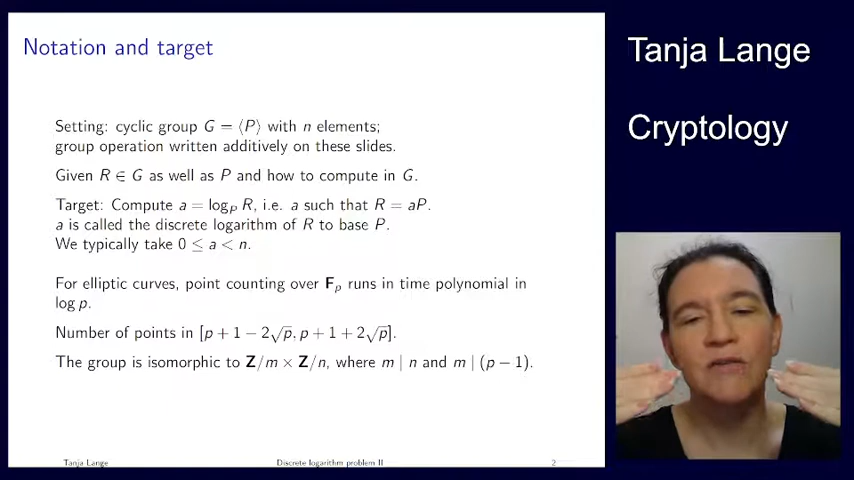 Notation and target
Setting: cyclic group G = ⟨P⟩ with n elements;
group operation written additively on these slides.
Given R ∈ G as well as P and how to compute in G.
Target: Compute a = log_P R, i.e. a such that R = aP.
a is called the discrete logarithm of R to base P.
We typically take 0 ≤ a < n.
For elliptic curves, point counting over F_p runs in time polynomial in
log p.
Number of points in [p + 1 − 2√p, p + 1 + 2√p].
The group is isomorphic to Z/m × Z/n, where m | n and m | (p − 1).
Tanja Lange
Discrete logarithm problem II
2
Tanja Lange
Cryptology